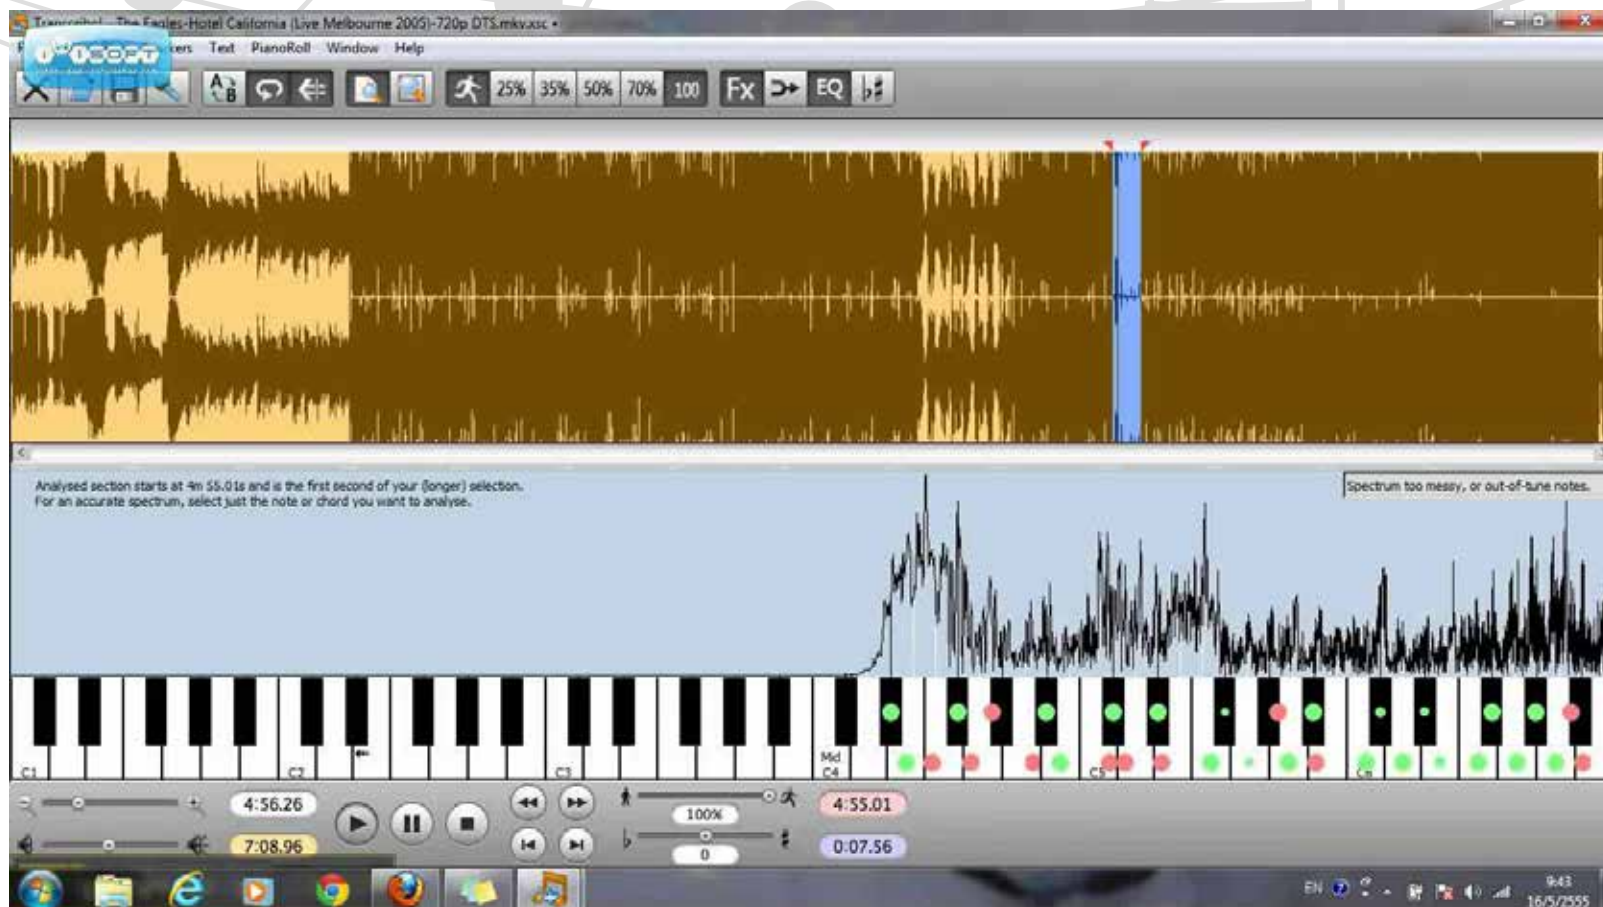 Transcribe! - The Eagles-Hotel California (Live Melbourne 2005)-720p DTS.mkv.xsc •
Text PianoRoll Window Help
A B 25% 35% 50% 70% 100 Fx EQ
Analysed section starts at 4m 55.01s and is the first second of your (longer) selection.
For an accurate spectrum, select just the note or chord you want to analyse.
Spectrum too messy, or out-of-tune notes.
C1 C2 C3 Mid C4 C5
4:56.26 100% 4:55.01
7:08.96 0 0:07.56
EN 9:43
16/5/2555